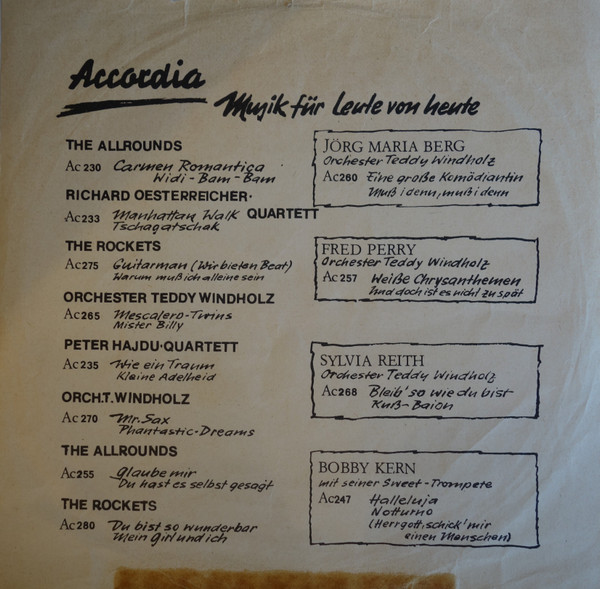 Accordia
Musik für Leute von heute
THE ALLROUNDS
Ac 230 Carmen Romantica
Widi - Bam - Bam
RICHARD OESTERREICHER·
QUARTETT
Ac 233 Manhattan Walk
Tschagatschak
THE ROCKETS
Ac 275 Guitarman (Wir bieten Beat)
Warum muß ich alleine sein
ORCHESTER TEDDY WINDHOLZ
Ac 265 Mescalero-Twins
Mister Billy
PETER HAJDU·QUARTETT
Ac 235 Wie ein Traum
Kleine Adelheid
ORCH.T. WINDHOLZ
Ac 270 Mr. Sax
Phantastic-Dreams
THE ALLROUNDS
Ac 255 Glaube mir
Du hast es selbst gesagt
THE ROCKETS
Ac 280 Du bist so wunderbar
Mein Girl und ich
JÖRG MARIA BERG
Orchester Teddy Windholz
Ac 260 Eine große Komödiantin
Muß i denn, muß i denn
FRED PERRY
Orchester Teddy Windholz
Ac 257 Weiße Chrysanthemen
Und doch ist es nicht zu spät
SYLVIA REITH
Orchester Teddy Windholz
Ac 268 Bleib' so wie du bist
Kuß-Baion
BOBBY KERN
mit seiner Sweet-Trompete
Ac 247 Halleluja
Notturno
(Herrgott, schick' mir
einen Menschen)